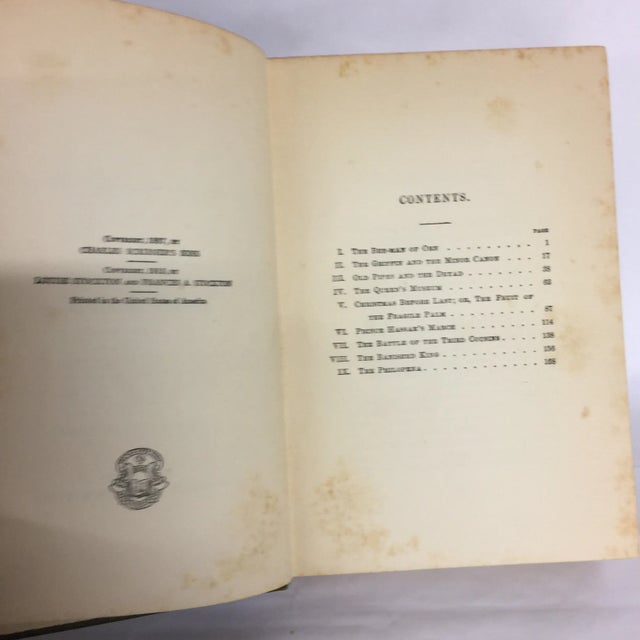 Copyright, 1887, by
CHARLES SCRIBNER'S SONS
Copyright, 1915, by
LOUISE STOCKTON AND FRANCES A. STOCKTON
Printed in the United States of America
CONTENTS.
PAGE
I. The Bee-Man of Orn . . . . . . . . . . 1
II. The Griffin and the Minor Canon . . . . 17
III. Old Pipes and the Dryad . . . . . . . . 38
IV. The Queen's Museum . . . . . . . . . . 62
V. Christmas Before Last; or, The Fruit of
the Fragile Palm . . . . . . . . . . 87
VI. Prince Hassak's March . . . . . . . . . 114
VII. The Battle of the Third Cousins . . . . 138
VIII. The Banished King . . . . . . . . . . 156
IX. The Philopena . . . . . . . . . . . . . 168